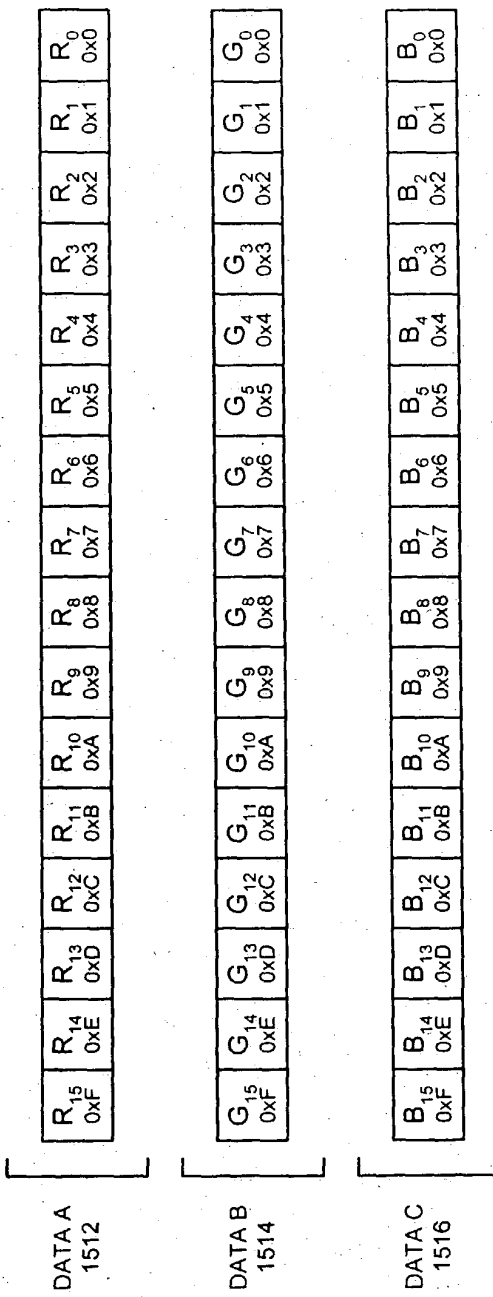 DATA A
1512
R₁₅ R₁₄ R₁₃ R₁₂ R₁₁ R₁₀ R₉ R₈ R₇ R₆ R₅ R₄ R₃ R₂ R₁ R₀
0xF 0xE 0xD 0xC 0xB 0xA 0x9 0x8 0x7 0x6 0x5 0x4 0x3 0x2 0x1 0x0
DATA B
1514
G₁₅ G₁₄ G₁₃ G₁₂ G₁₁ G₁₀ G₉ G₈ G₇ G₆ G₅ G₄ G₃ G₂ G₁ G₀
0xF 0xE 0xD 0xC 0xB 0xA 0x9 0x8 0x7 0x6 0x5 0x4 0x3 0x2 0x1 0x0
DATA C
1516
B₁₅ B₁₄ B₁₃ B₁₂ B₁₁ B₁₀ B₉ B₈ B₇ B₆ B₅ B₄ B₃ B₂ B₁ B₀
0xF 0xE 0xD 0xC 0xB 0xA 0x9 0x8 0x7 0x6 0x5 0x4 0x3 0x2 0x1 0x0